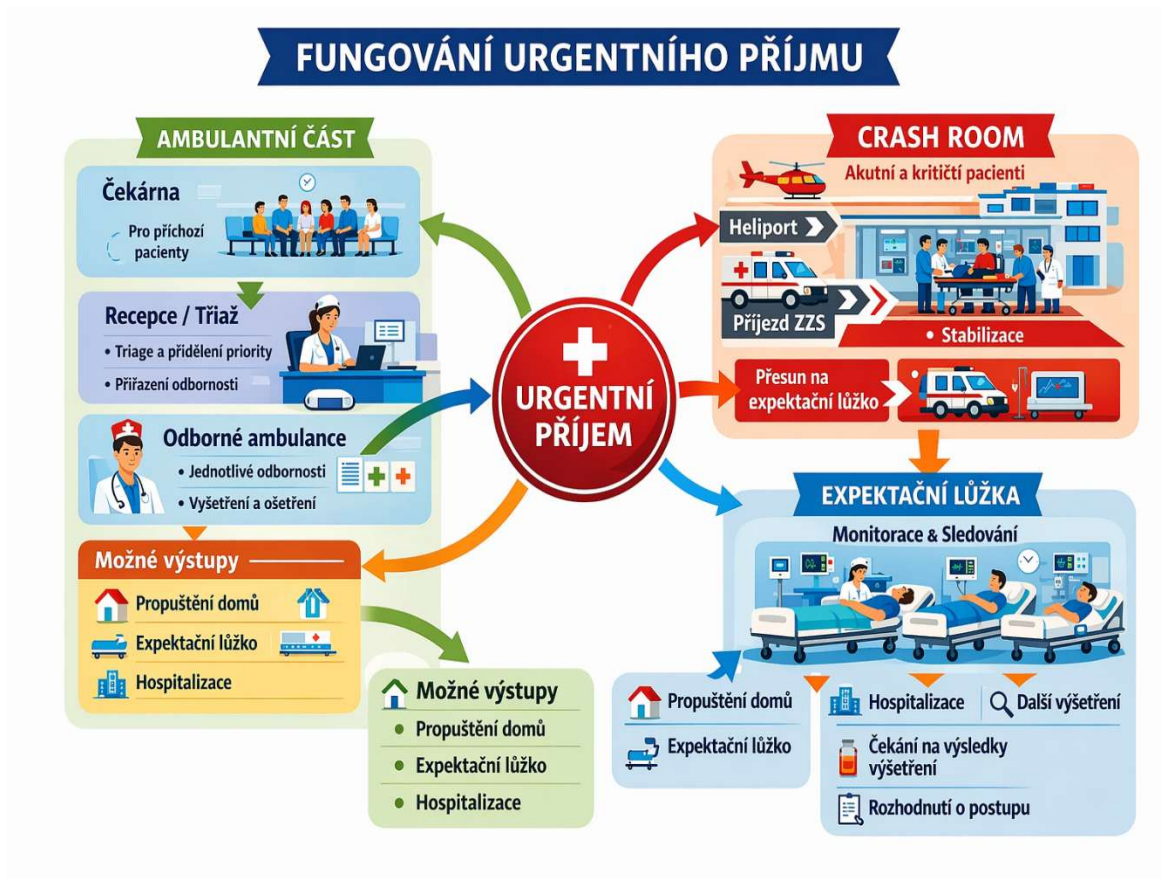 FUNGOVÁNÍ URGENTNÍHO PŘÍJMU
AMBULANTNÍ ČÁST
Čekárna
Pro příchozí
pacienty
Recepce / Třiaž
• Triage a přidělení priority
• Přiřazení odbornosti
Odborné ambulance
• Jednotlivé odbornosti
• Vyšetření a ošetření
Možné výstupy
Propuštění domů
Expektační lůžko
Hospitalizace
Možné výstupy
• Propuštění domů
• Expektační lůžko
• Hospitalizace
URGENTNÍ
PŘÍJEM
CRASH ROOM
Akutní a kritičtí pacienti
Heliport
Příjezd ZZS
• Stabilizace
Přesun na
expektační lůžko
EXPEKTAČNÍ LŮŽKA
Monitorace & Sledování
Propuštění domů
Expektační lůžko
Hospitalizace
Další výšetření
Čekání na výsledky
výšetření
Rozhodnutí o postupu